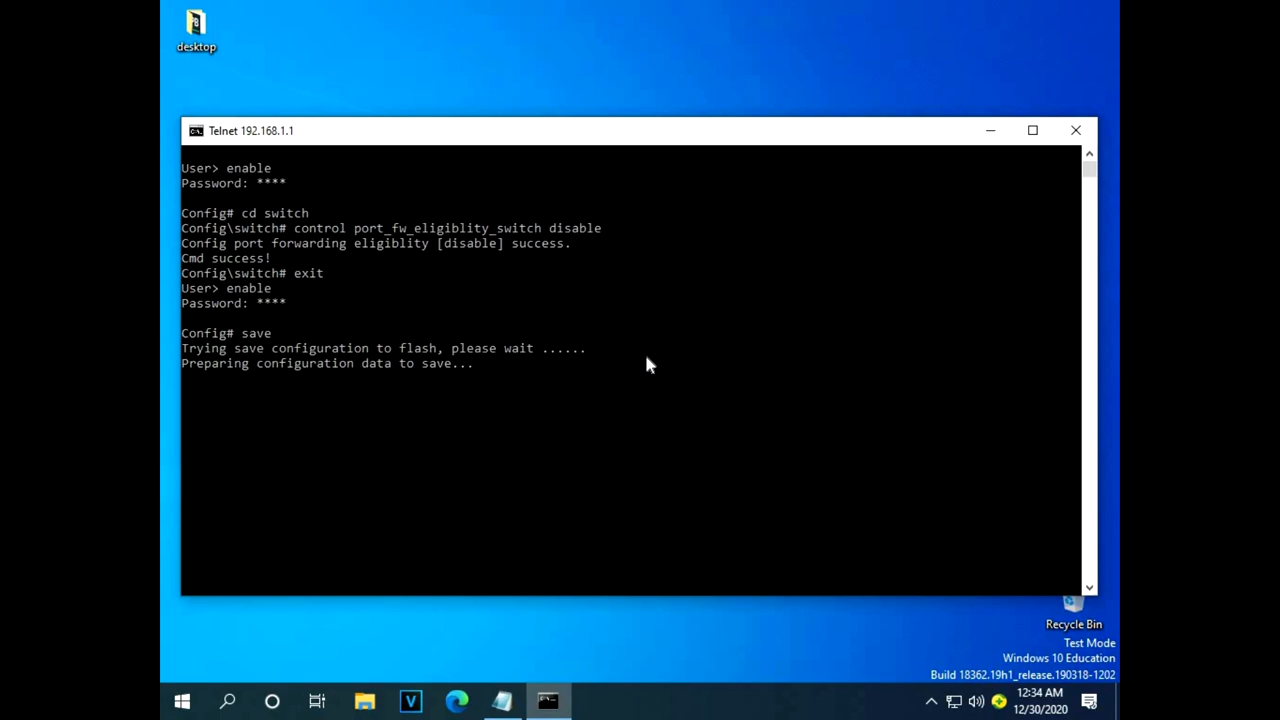 desktop
Telnet 192.168.1.1
User> enable
Password: ****
Config# cd switch
Config\switch# control port_fw_eligiblity_switch disable
Config port forwarding eligiblity [disable] success.
Cmd success!
Config\switch# exit
User> enable
Password: ****
Config# save
Trying save configuration to flash, please wait ......
Preparing configuration data to save...
Recycle Bin
Test Mode
Windows 10 Education
Build 18362.19h1_release.190318-1202
V
12:34 AM
12/30/2020